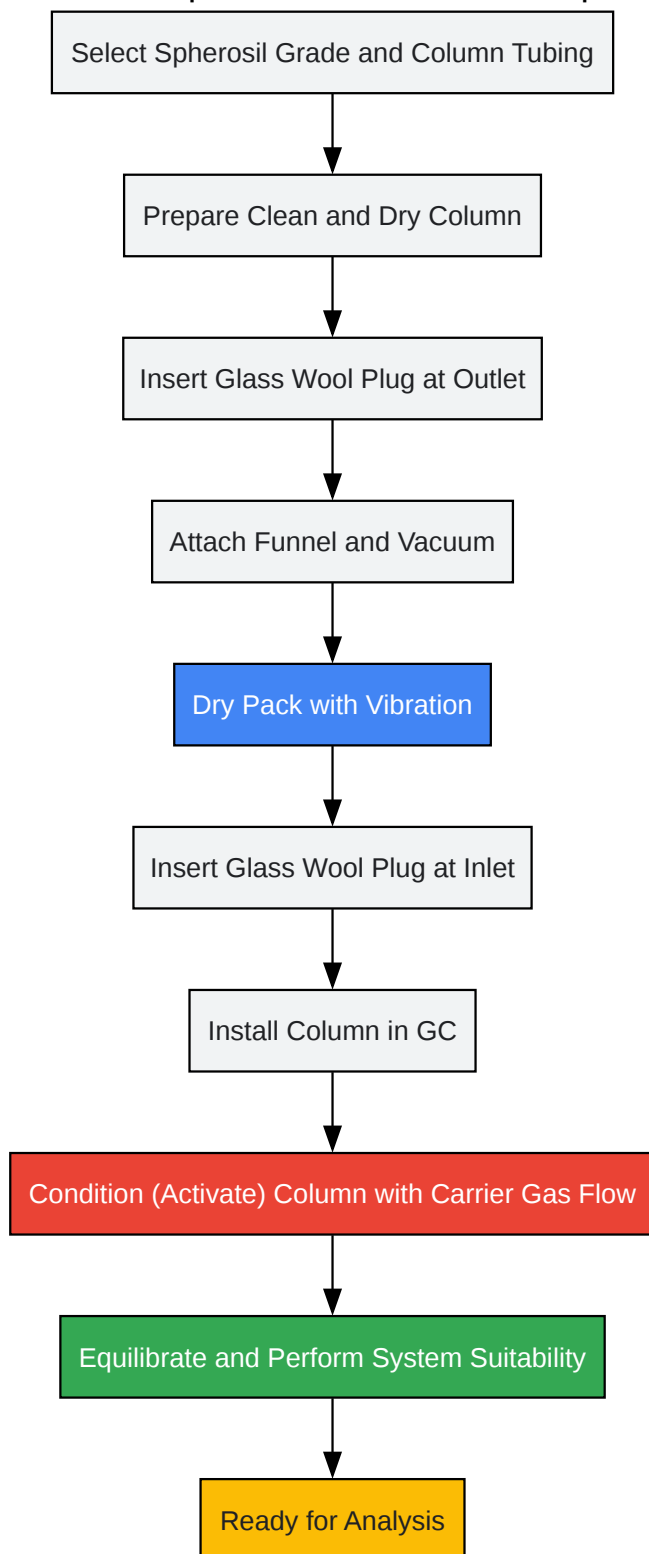 Select Spherosil Grade and Column Tubing
Prepare Clean and Dry Column
Insert Glass Wool Plug at Outlet
Attach Funnel and Vacuum
Dry Pack with Vibration
Insert Glass Wool Plug at Inlet
Install Column in GC
Condition (Activate) Column with Carrier Gas Flow
Equilibrate and Perform System Suitability
Ready for Analysis